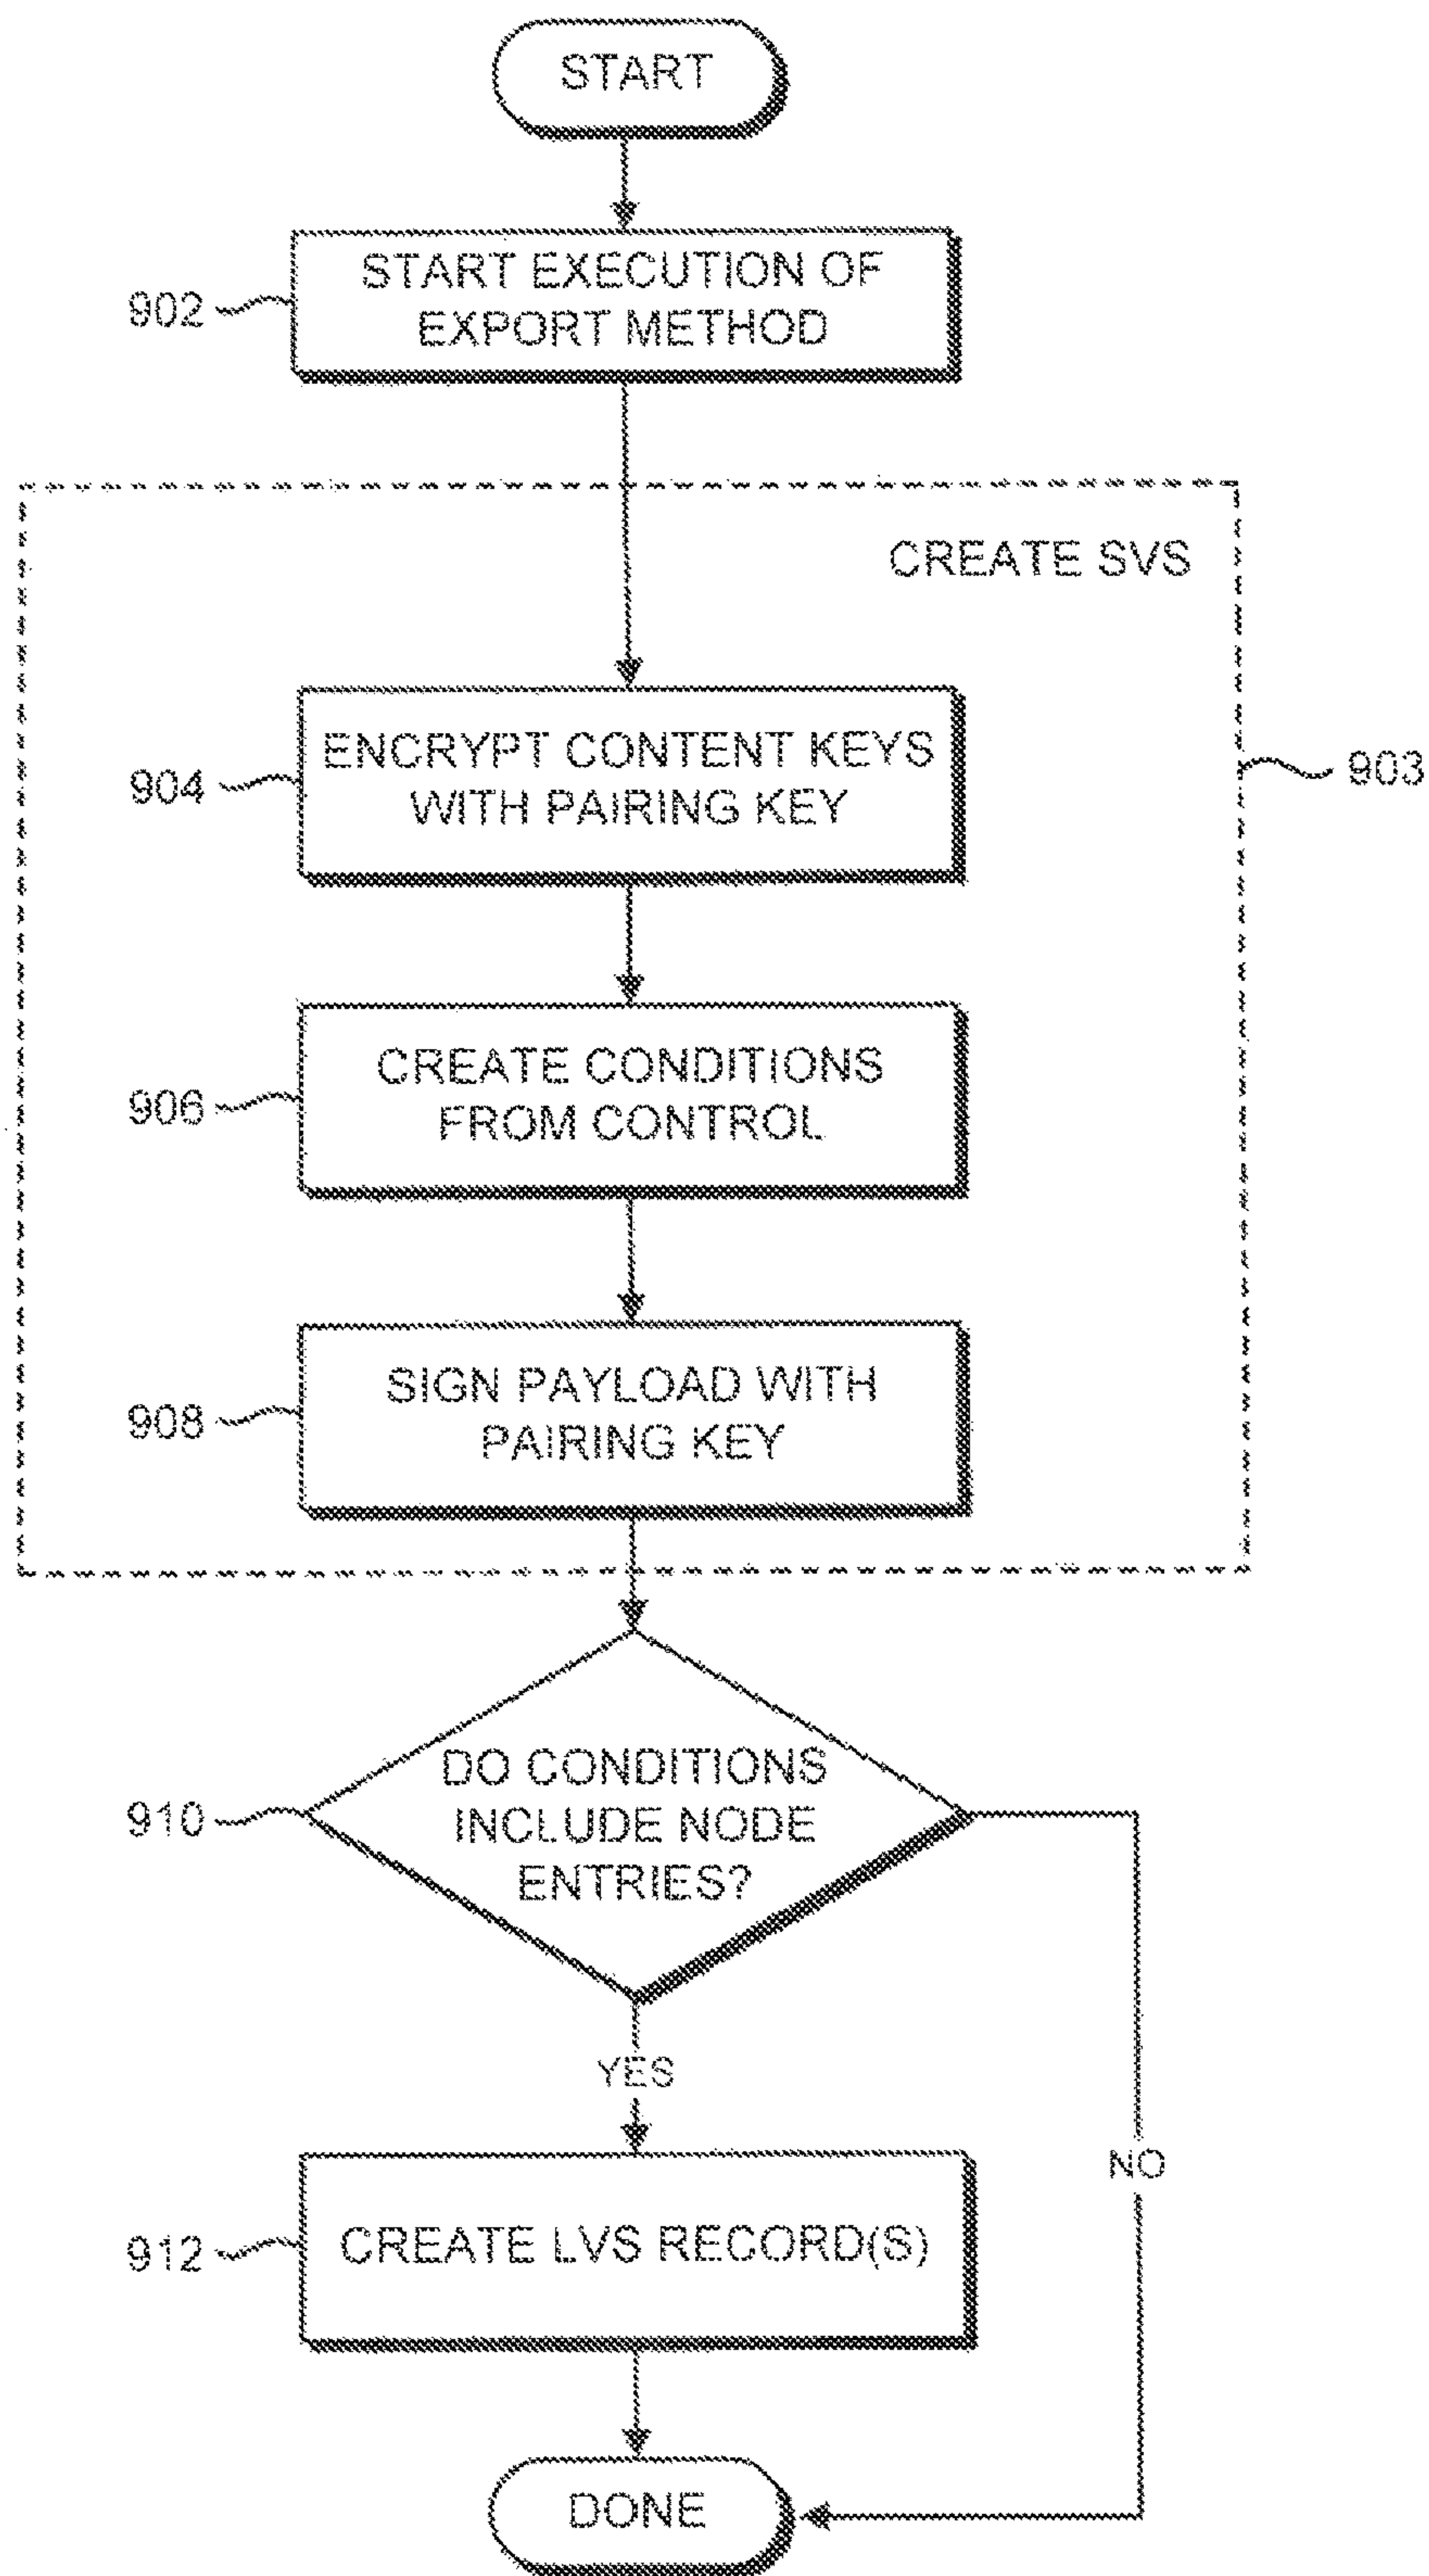 START
START EXECUTION OF
EXPORT METHOD
902
CREATE SVS
ENCRYPT CONTENT KEYS
WITH PAIRING KEY
904
903
CREATE CONDITIONS
FROM CONTROL
906
SIGN PAYLOAD WITH
PAIRING KEY
908
DO CONDITIONS
INCLUDE NODE
ENTRIES?
910
YES
NO
CREATE LVS RECORD(S)
912
DONE